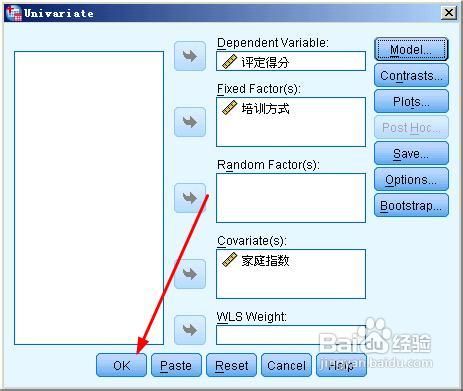 Univariate
Dependent Variable:
评定得分
Fixed Factor(s):
培训方式
Random Factor(s):
Covariate(s):
家庭指数
WLS Weight:
Model...
Contrasts...
Plots...
Post Hoc...
Save...
Options...
Bootstrap...
OK
Paste
Reset
Cancel
Help
Baidu 经验
jingyan.baidu.com